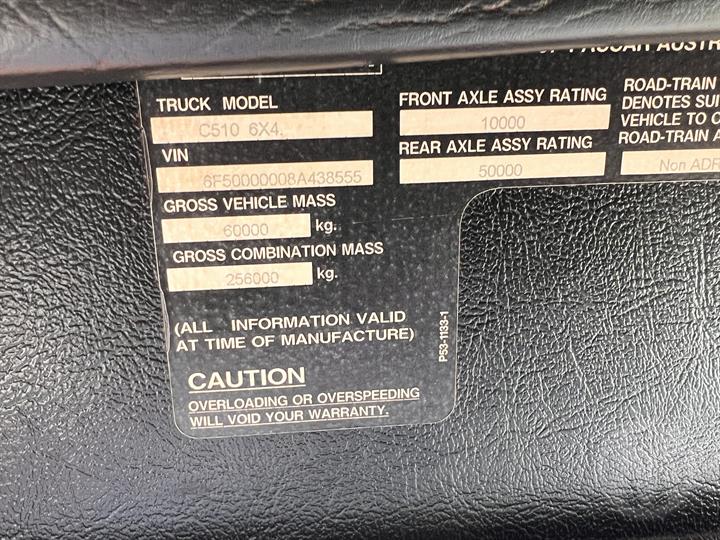 PACCAR AUSTR
TRUCK MODEL
C510 6X4.
VIN
6F50000008A438555
GROSS VEHICLE MASS
60000 kg.
GROSS COMBINATION MASS
256000 kg.
(ALL INFORMATION VALID
AT TIME OF MANUFACTURE)
CAUTION
OVERLOADING OR OVERSPEEDING
WILL VOID YOUR WARRANTY.
P53-1133-1
FRONT AXLE ASSY RATING
10000
REAR AXLE ASSY RATING
50000
ROAD-TRAIN
DENOTES SUI
VEHICLE TO C
ROAD-TRAIN A
Non ADR